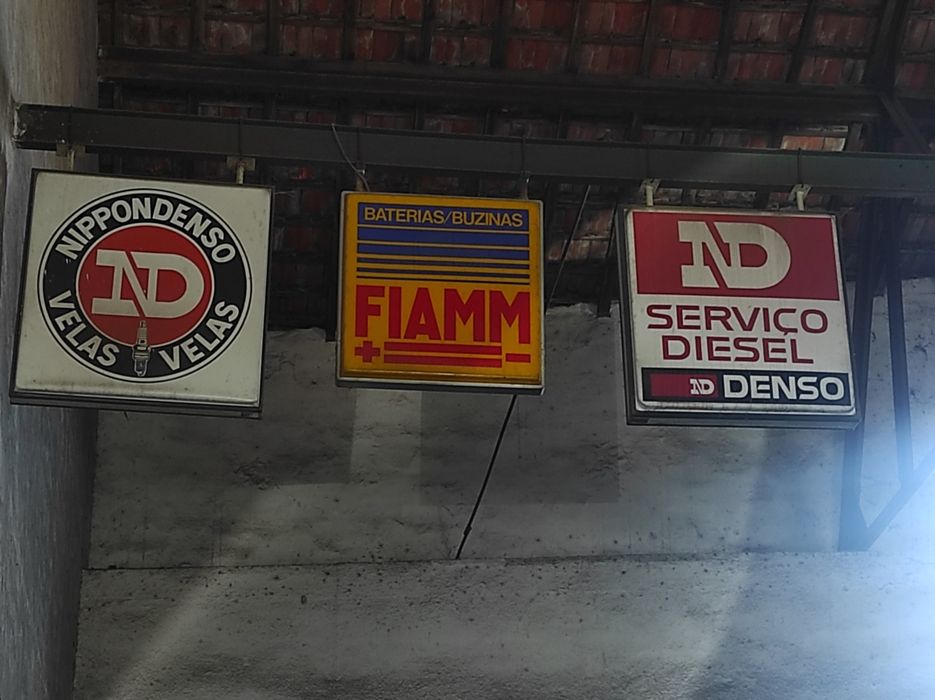 NIPPONDENSO
ND
VELAS VELAS
BATERIAS/BUZINAS
FIAMM
+ -
ND
SERVIÇO
DIESEL
ND DENSO